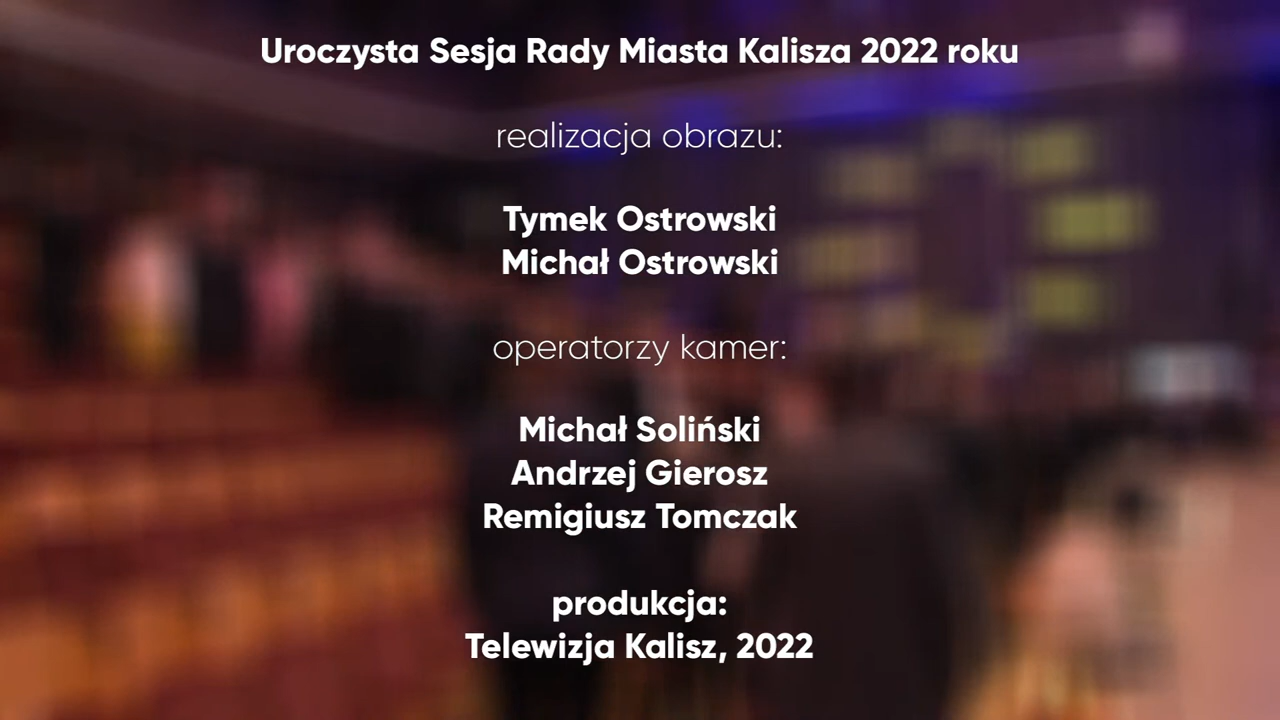 Uroczysta Sesja Rady Miasta Kalisza 2022 roku
realizacja obrazu:
Tymek Ostrowski
Michał Ostrowski
operatorzy kamer:
Michał Soliński
Andrzej Gierosz
Remigiusz Tomczak
produkcja:
Telewizja Kalisz, 2022